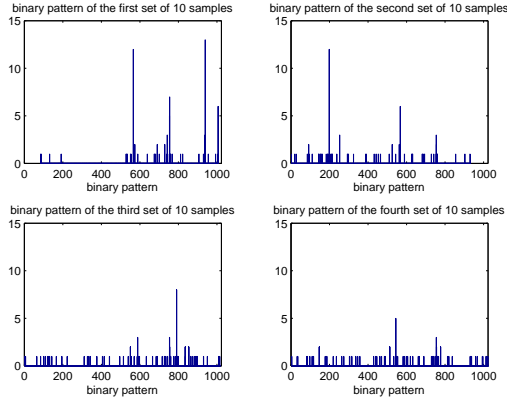 binary pattern of the first set of 10 samples
15
10
5
0
0 200 400 600 800 1000
binary pattern
binary pattern of the second set of 10 samples
15
10
5
0
0 200 400 600 800 1000
binary pattern
binary pattern of the third set of 10 samples
15
10
5
0
0 200 400 600 800 1000
binary pattern
binary pattern of the fourth set of 10 samples
15
10
5
0
0 200 400 600 800 1000
binary pattern